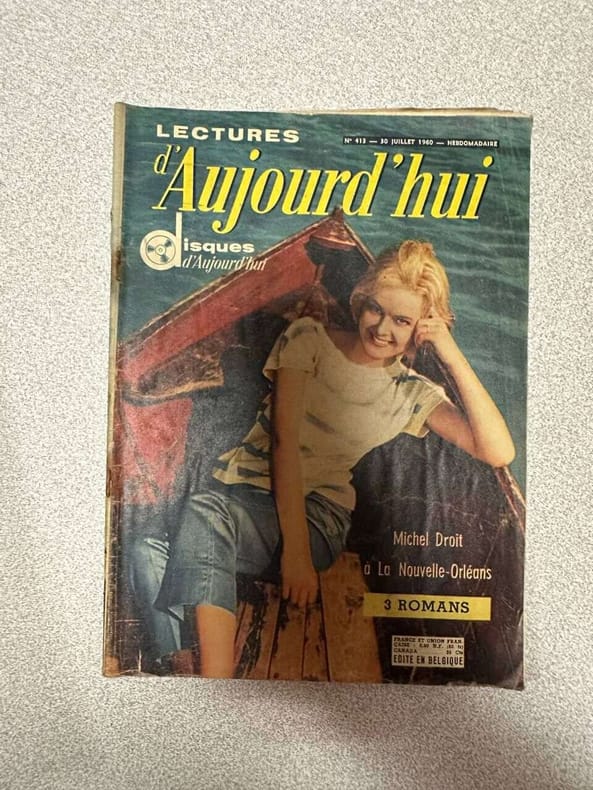 LECTURES
N° 413 — 30 JUILLET 1960 — HEBDOMADAIRE
d'Aujourd'hui
disques
d'Aujourd'hui
Michel Droit
à La Nouvelle-Orléans
3 ROMANS
FRANCE ET UNION FRAN-
CAISE :
CANADA
EDITE EN BELGIQUE